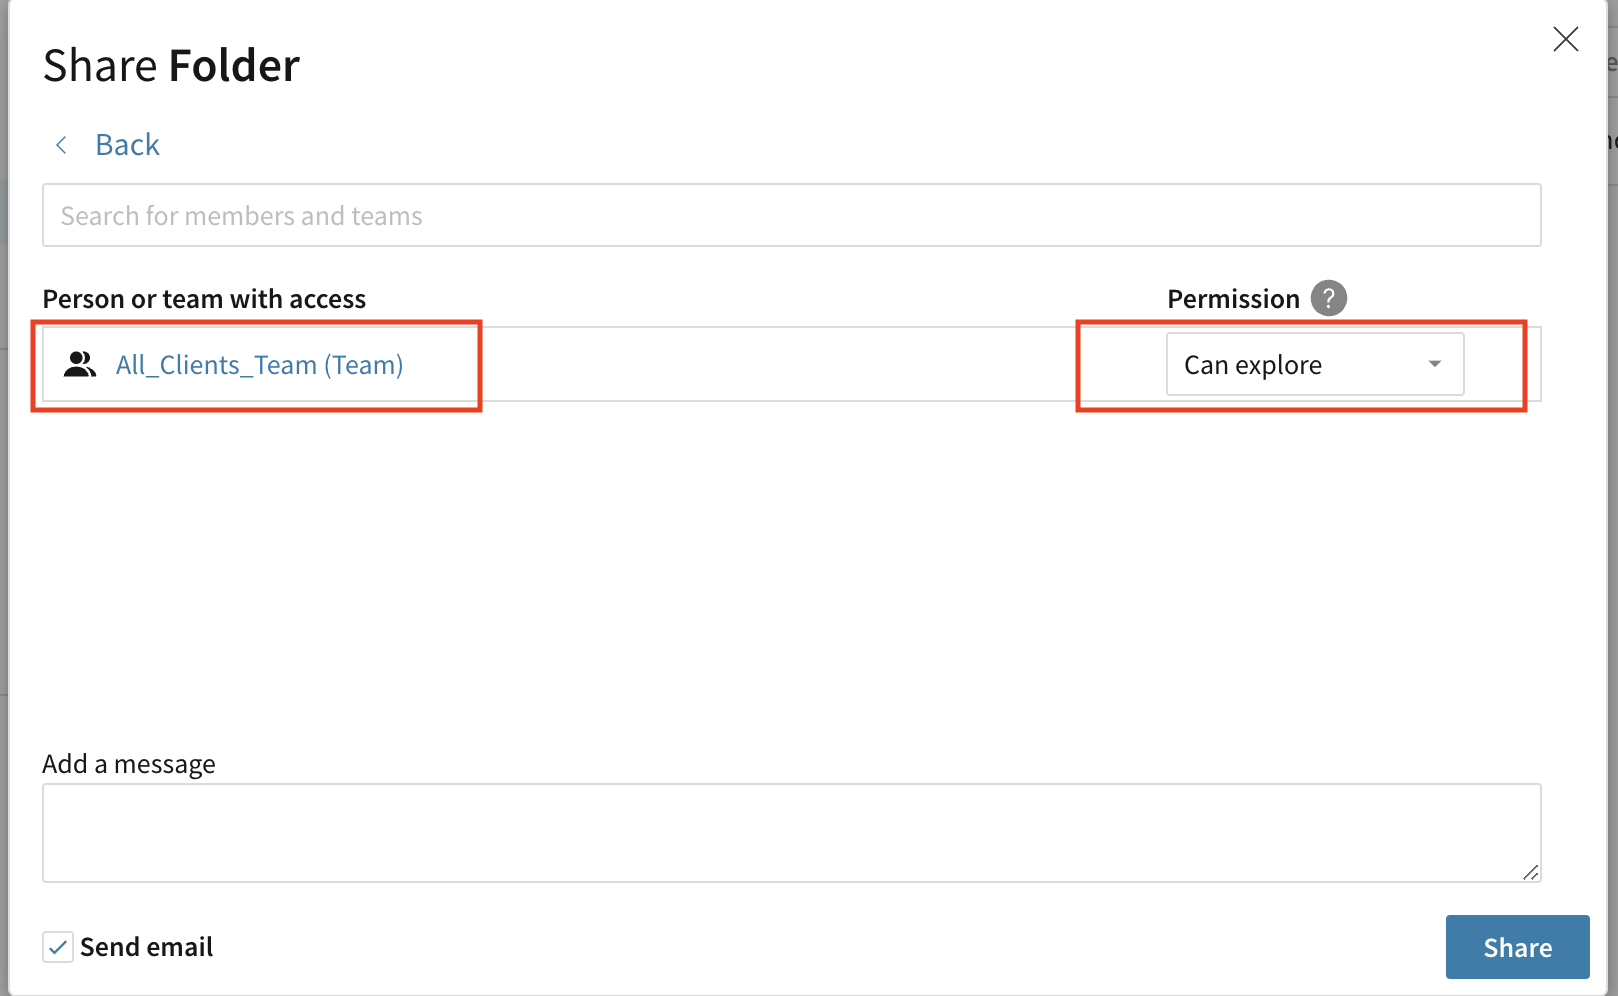 Share Folder
Back
Search for members and teams
Person or team with access
Permission ?
All_Clients_Team (Team)
Can explore
Add a message
Send email
Share